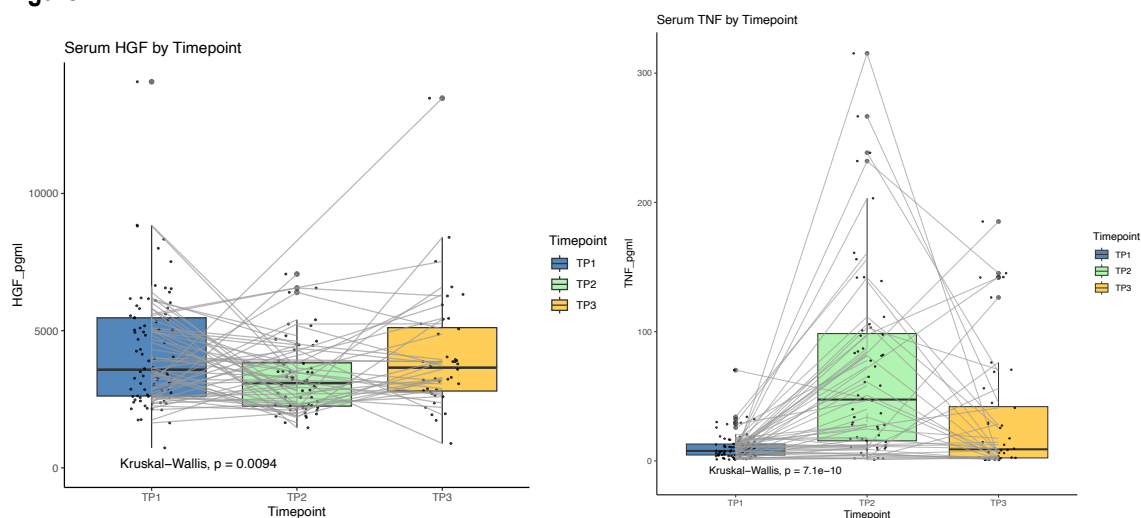 Serum HGF by Timepoint
10000
5000
0
HGF_pgml
Kruskal−Wallis, p = 0.0094
TP1
TP2
TP3
Timepoint
Timepoint
TP1
TP2
TP3
Serum TNF by Timepoint
300
200
100
0
TNF_pgml
Kruskal−Wallis, p = 7.1e−10
TP1
TP2
TP3
Timepoint
Timepoint
TP1
TP2
TP3